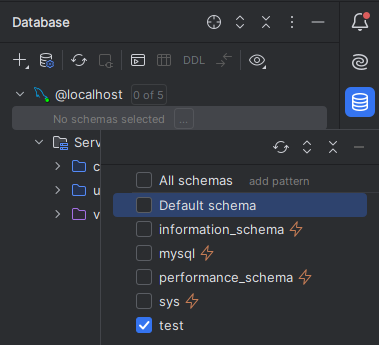 Database
DDL
@localhost 0 of 5
No schemas selected ...
Serv
c
u
v
All schemas add pattern
Default schema
information_schema
mysql
performance_schema
sys
test